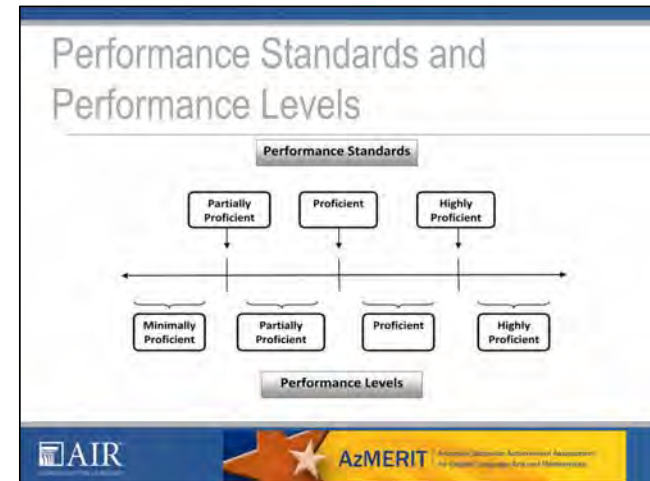 Performance Standards and
Performance Levels
Performance Standards
Partially
Proficient
Proficient
Highly
Proficient
Minimally
Proficient
Partially
Proficient
Proficient
Highly
Proficient
Performance Levels
AIR
AzMERIT